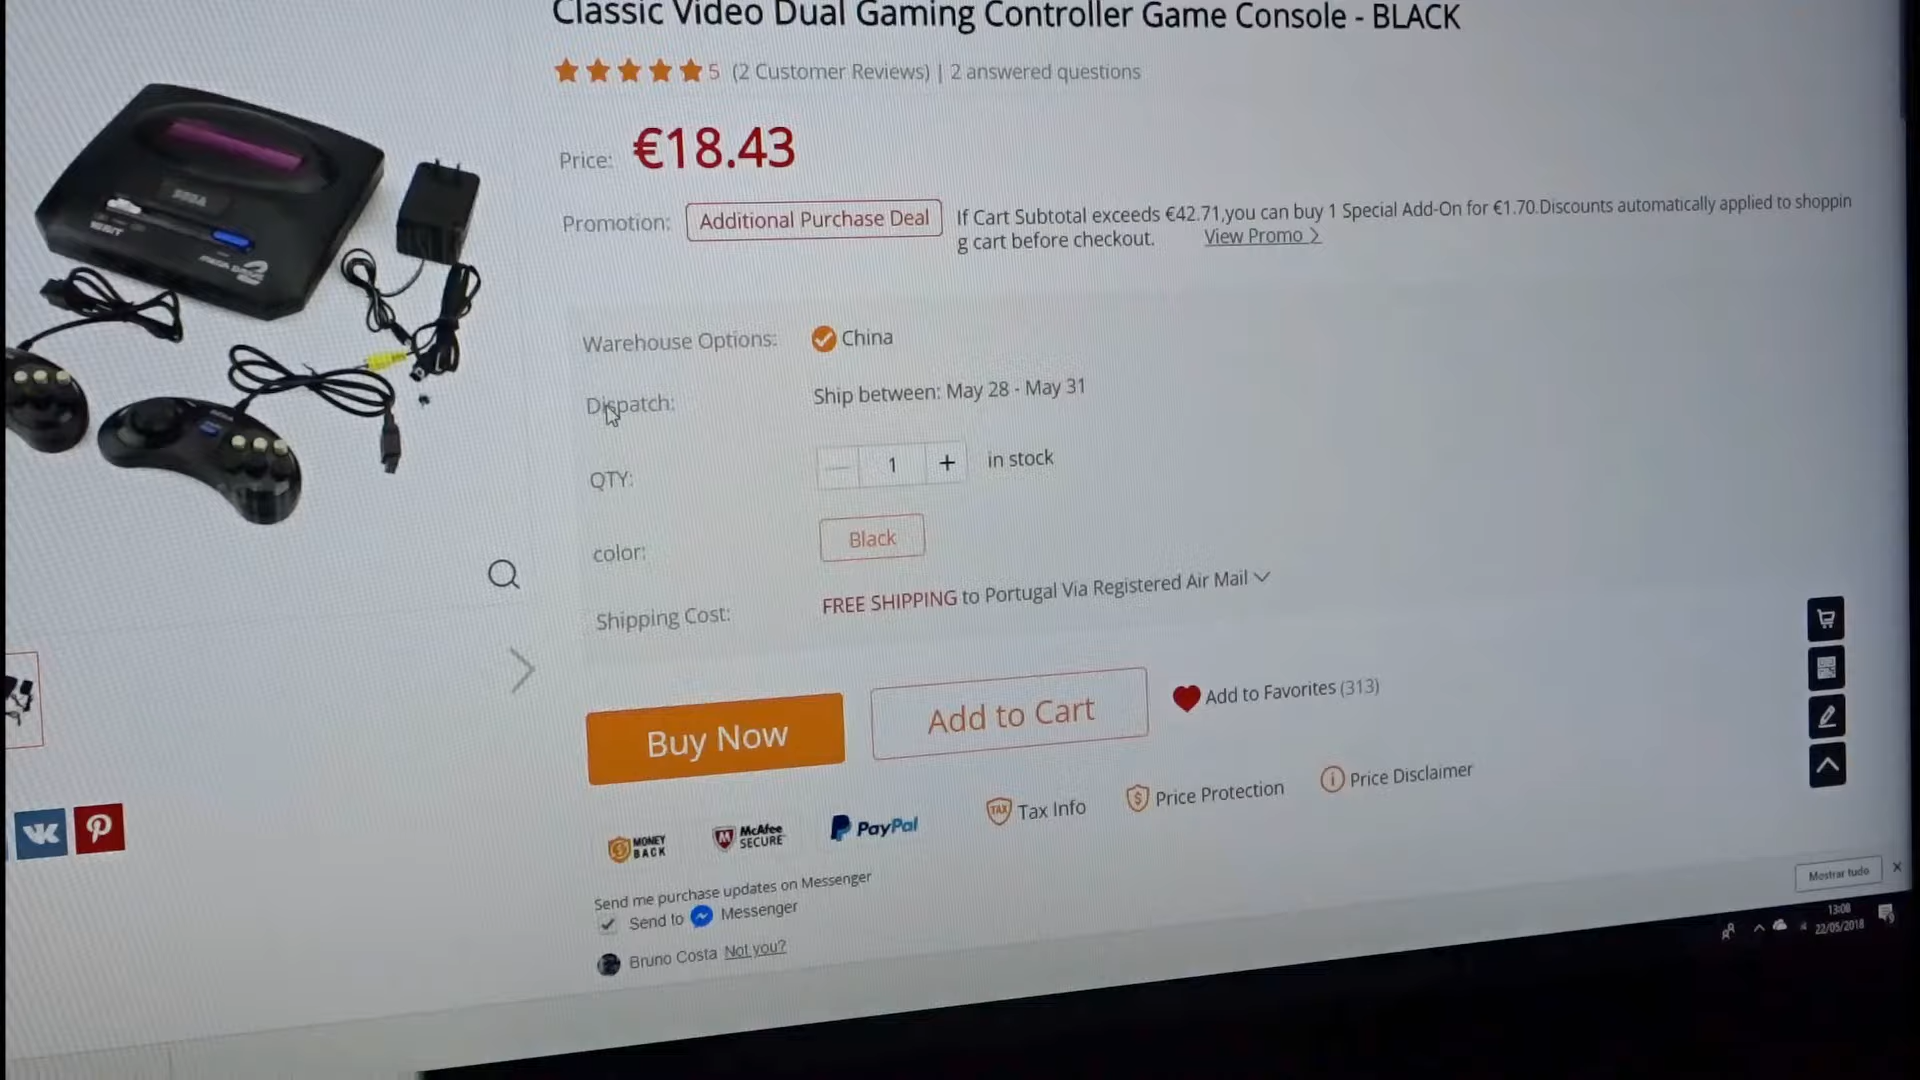 Classic Video Dual Gaming Controller Game Console - BLACK
5 (2 Customer Reviews) | 2 answered questions
Price: €18.43
Promotion: Additional Purchase Deal If Cart Subtotal exceeds €42.71,you can buy 1 Special Add-On for €1.70.Discounts automatically applied to shoppin
g cart before checkout. View Promo >
SEGA
16BIT
MEGA DRIVE 2
Warehouse Options: China
Dispatch: Ship between: May 28 - May 31
QTY: — 1 + in stock
color: Black
Shipping Cost: FREE SHIPPING to Portugal Via Registered Air Mail
Buy Now Add to Cart Add to Favorites (313)
MONEY BACK McAfee SECURE PayPal TAX Tax Info $ Price Protection i Price Disclaimer
Send me purchase updates on Messenger
Send to Messenger
Bruno Costa Not you?
Mostrar tudo
13:08
22/05/2018